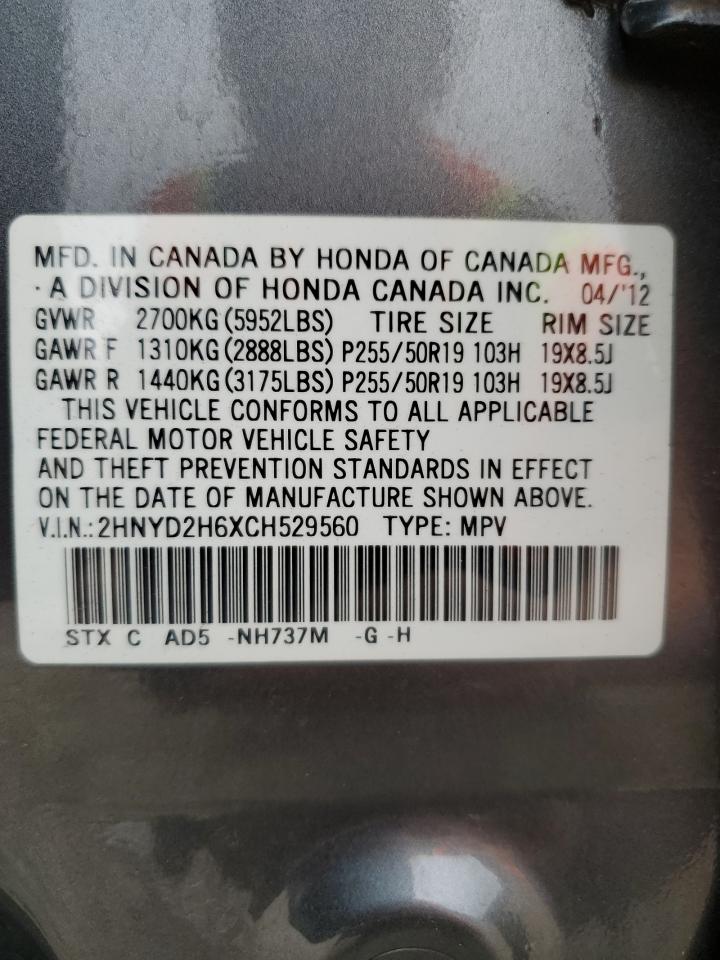 MFD. IN CANADA BY HONDA OF CANADA MFG.,
· A DIVISION OF HONDA CANADA INC. 04/'12
GVWR 2700KG (5952LBS) TIRE SIZE RIM SIZE
GAWR F 1310KG (2888LBS) P255/50R19 103H 19X8.5J
GAWR R 1440KG (3175LBS) P255/50R19 103H 19X8.5J
THIS VEHICLE CONFORMS TO ALL APPLICABLE
FEDERAL MOTOR VEHICLE SAFETY
AND THEFT PREVENTION STANDARDS IN EFFECT
ON THE DATE OF MANUFACTURE SHOWN ABOVE.
V.I.N.: 2HNYD2H6XCH529560 TYPE: MPV
STX C AD5 -NH737M -G -H